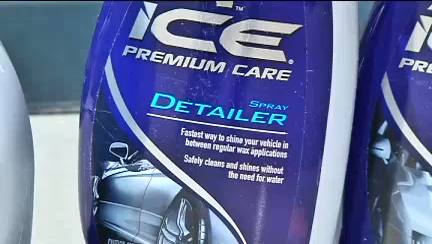 ICE™
PREMIUM CARE
SPRAY
DETAILER
Fastest way to shine your vehicle in
between regular wax applications
Safely cleans and shines without
the need for water